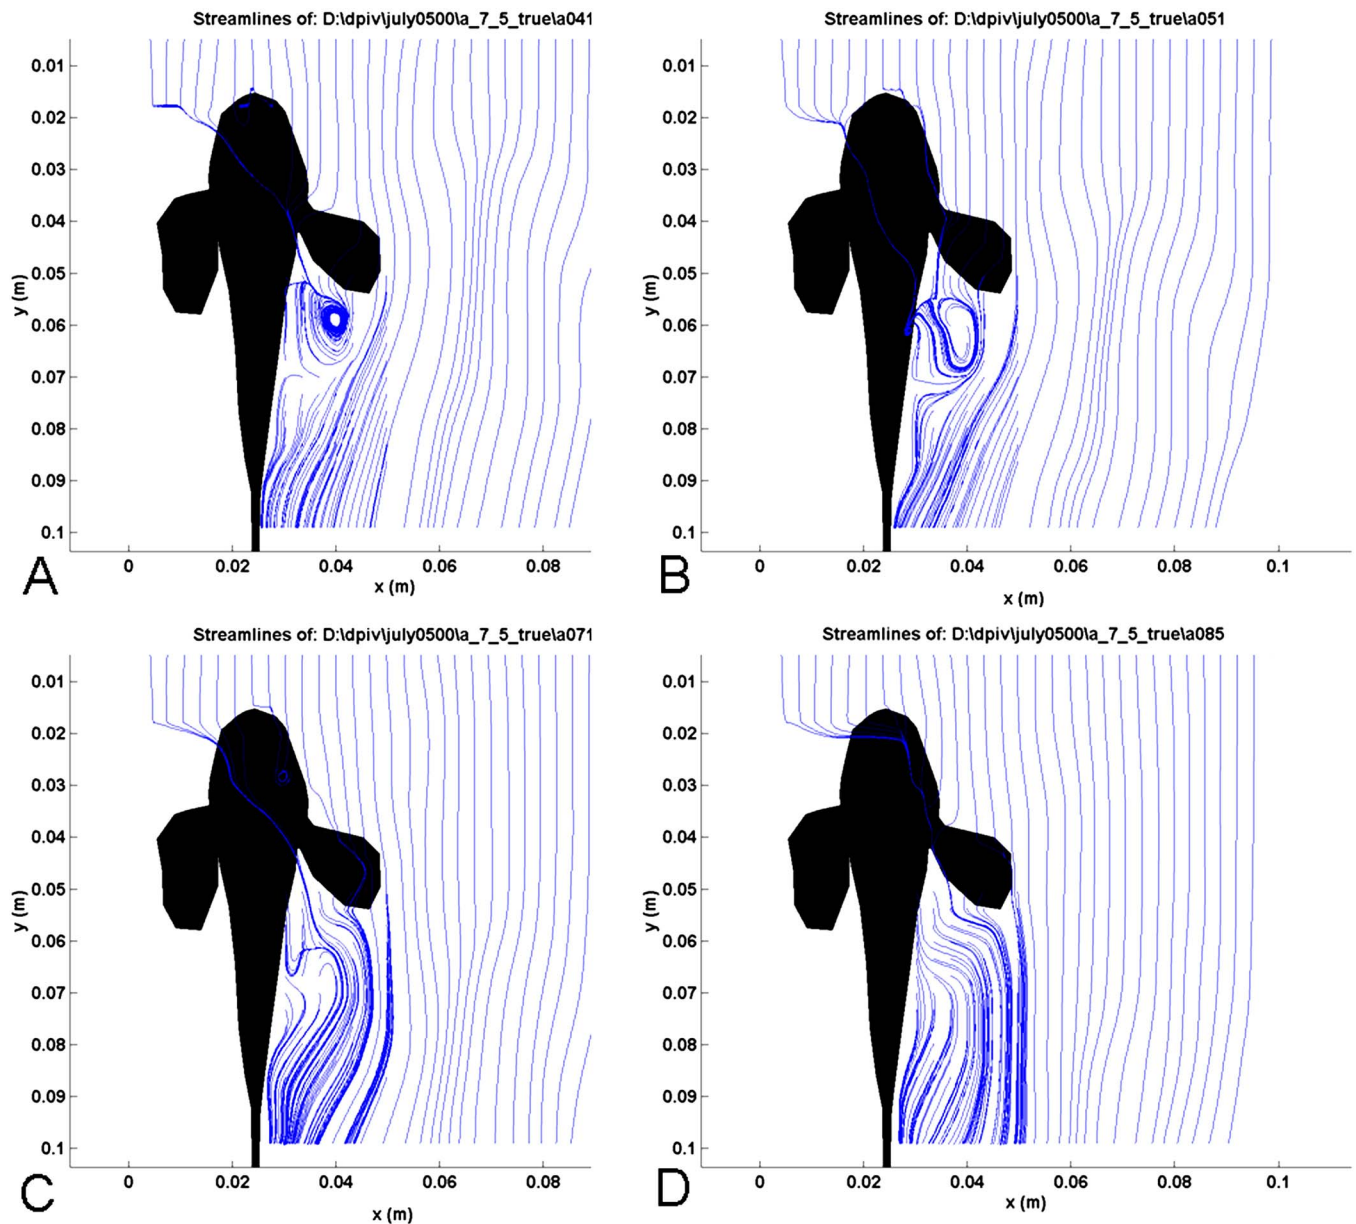 Streamlines of: D:\dpiv\july0500\a_7_5_true\a041
0.01
0.02
0.03
0.04
0.05
0.06
0.07
0.08
0.09
0.1
y (m)
0 0.02 0.04 0.06 0.08
x (m)
A
Streamlines of: D:\dpiv\july0500\a_7_5_true\a051
0.01
0.02
0.03
0.04
0.05
0.06
0.07
0.08
0.09
0.1
y (m)
0 0.02 0.04 0.06 0.08 0.1
x (m)
B
Streamlines of: D:\dpiv\july0500\a_7_5_true\a071
0.01
0.02
0.03
0.04
0.05
0.06
0.07
0.08
0.09
0.1
y (m)
0 0.02 0.04 0.06 0.08
x (m)
C
Streamlines of: D:\dpiv\july0500\a_7_5_true\a085
0.01
0.02
0.03
0.04
0.05
0.06
0.07
0.08
0.09
0.1
y (m)
0 0.02 0.04 0.06 0.08 0.1
x (m)
D